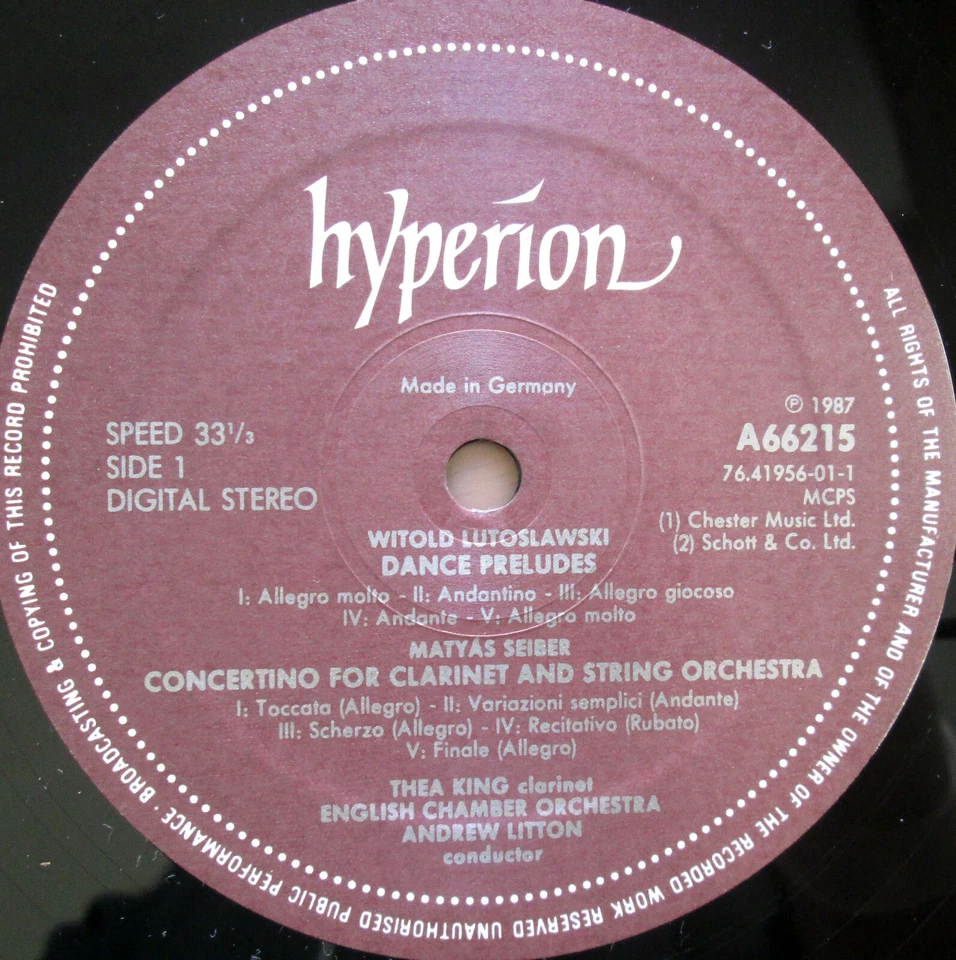 hyperion
Made in Germany
SPEED 33 1/3
SIDE 1
DIGITAL STEREO
℗ 1987
A66215
76.41956-01-1
MCPS
(1) Chester Music Ltd.
(2) Schott & Co. Ltd.
WITOLD LUTOSLAWSKI
DANCE PRELUDES
I: Allegro molto - II: Andantino - III: Allegro giocoso
IV: Andante - V: Allegro molto
MATYAS SEIBER
CONCERTINO FOR CLARINET AND STRING ORCHESTRA
I: Toccata (Allegro) - II: Variazioni semplici (Andante)
III: Scherzo (Allegro) - IV: Recitativo (Rubato)
V: Finale (Allegro)
THEA KING clarinet
ENGLISH CHAMBER ORCHESTRA
ANDREW LITTON
conductor
ALL RIGHTS OF THE MANUFACTURER AND OF THE OWNER OF THE RECORDED WORK RESERVED UNAUTHORISED PUBLIC PERFORMANCE · BROADCASTING & COPYING OF THIS RECORD PROHIBITED